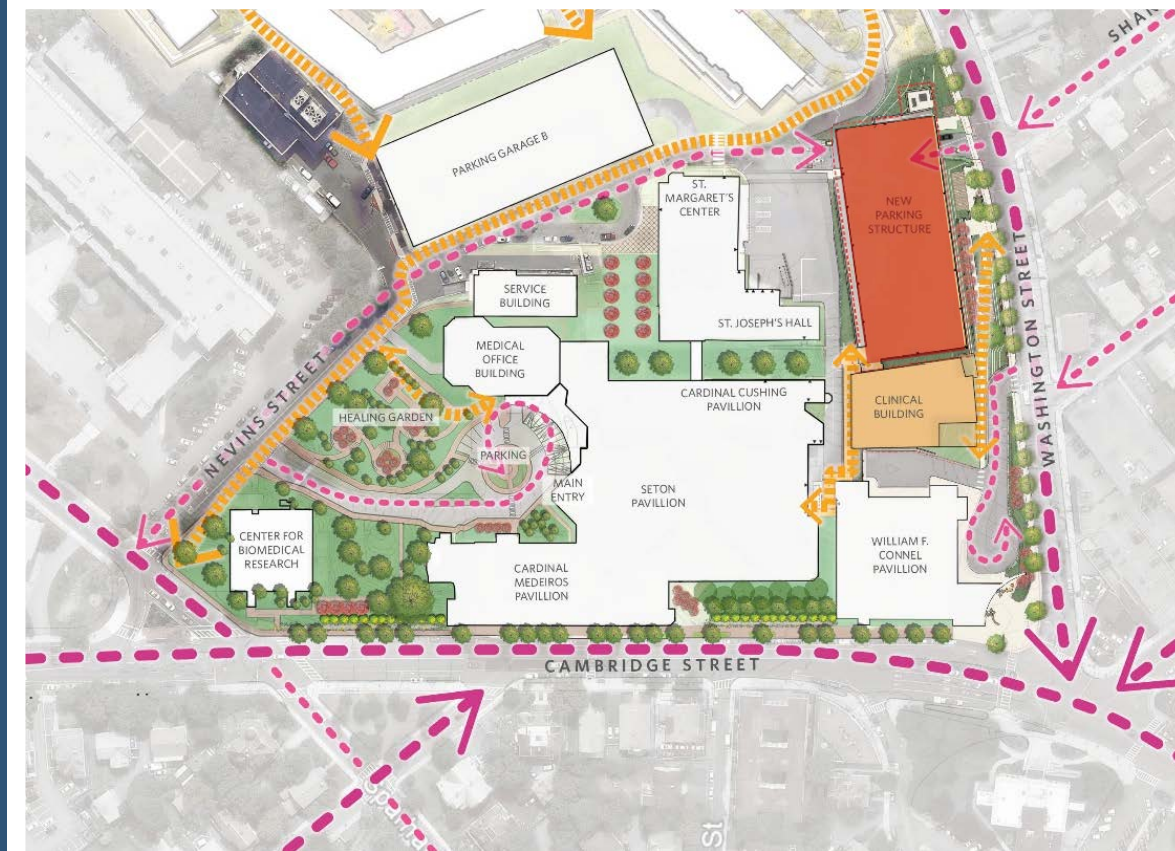 SHAR
PARKING GARAGE B
ST.
MARGARET'S
CENTER
NEW
PARKING
STRUCTURE
SERVICE
BUILDING
ST. JOSEPH'S HALL
MEDICAL
OFFICE
BUILDING
NEVINS STREET
WASHINGTON STREET
CARDINAL CUSHING
PAVILLION
CLINICAL
BUILDING
HEALING GARDEN
PARKING
MAIN
ENTRY
SETON
PAVILLION
CENTER FOR
BIOMEDICAL
RESEARCH
WILLIAM F.
CONNEL
PAVILLION
CARDINAL
MEDEIROS
PAVILLION
CAMBRIDGE STREET
St